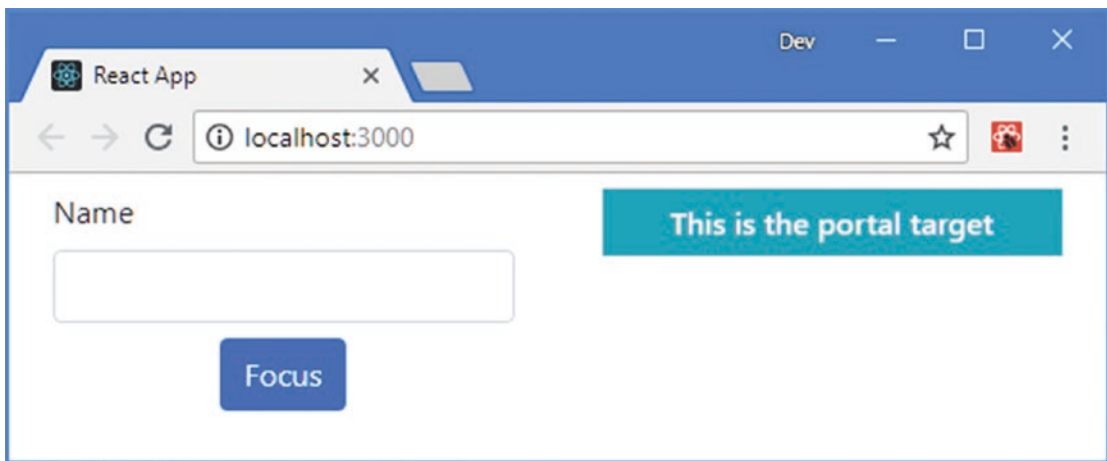 Dev
React App
localhost:3000
Name
This is the portal target
Focus